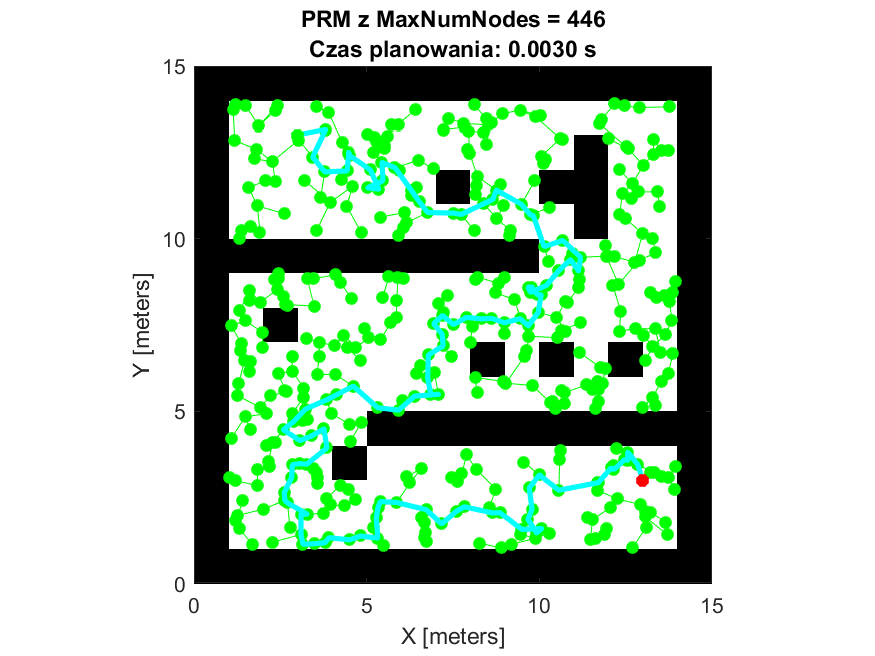 PRM z MaxNumNodes = 446
Czas planowania: 0.0030 s
15
10
5
0
Y [meters]
0
5
10
15
X [meters]